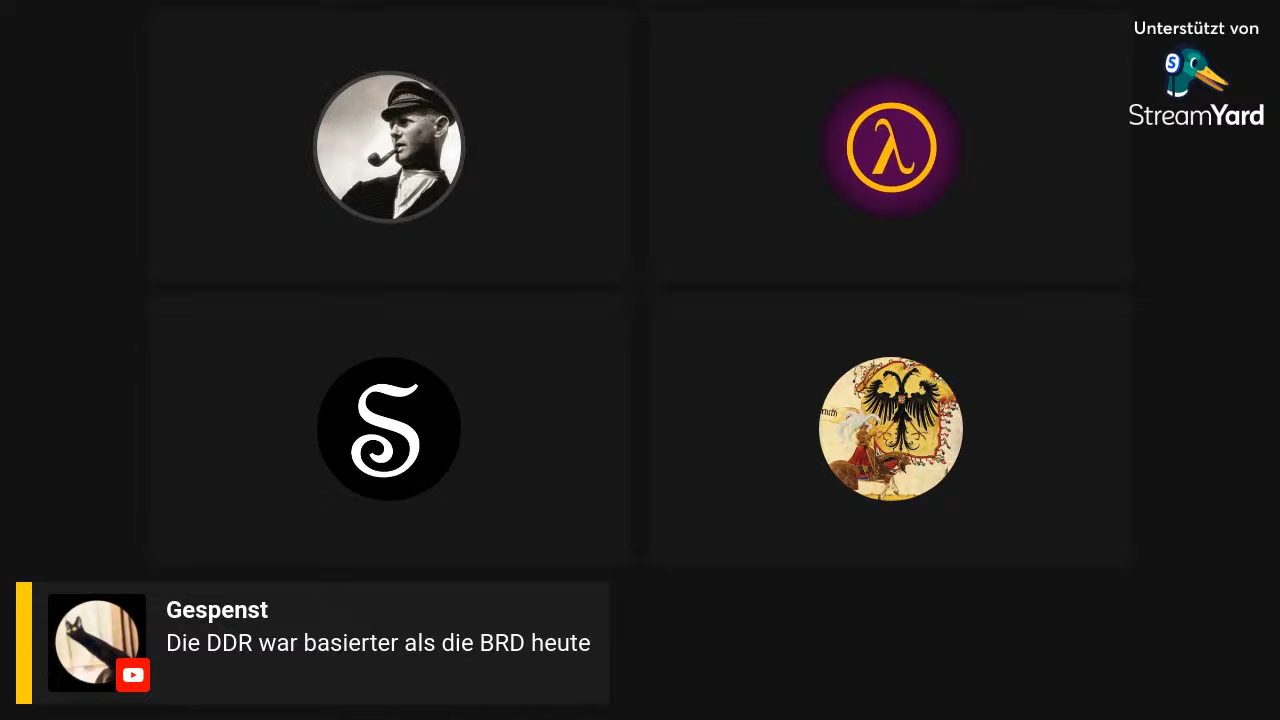 Unterstützt von
StreamYard
Gespenst
Die DDR war basierter als die BRD heute